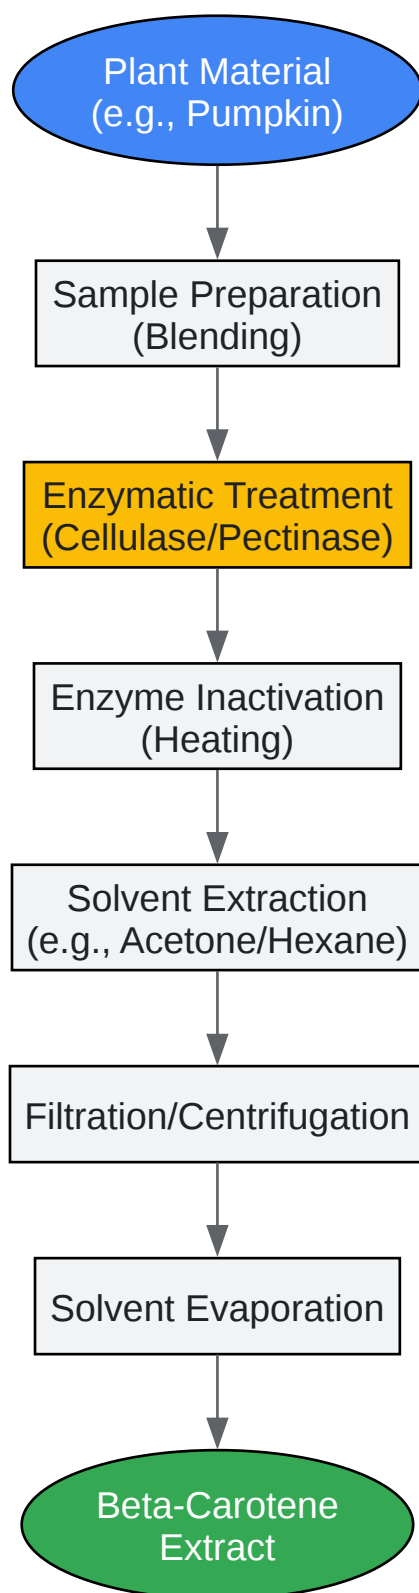 Plant Material
(e.g., Pumpkin)
Sample Preparation
(Blending)
Enzymatic Treatment
(Cellulase/Pectinase)
Enzyme Inactivation
(Heating)
Solvent Extraction
(e.g., Acetone/Hexane)
Filtration/Centrifugation
Solvent Evaporation
Beta-Carotene
Extract